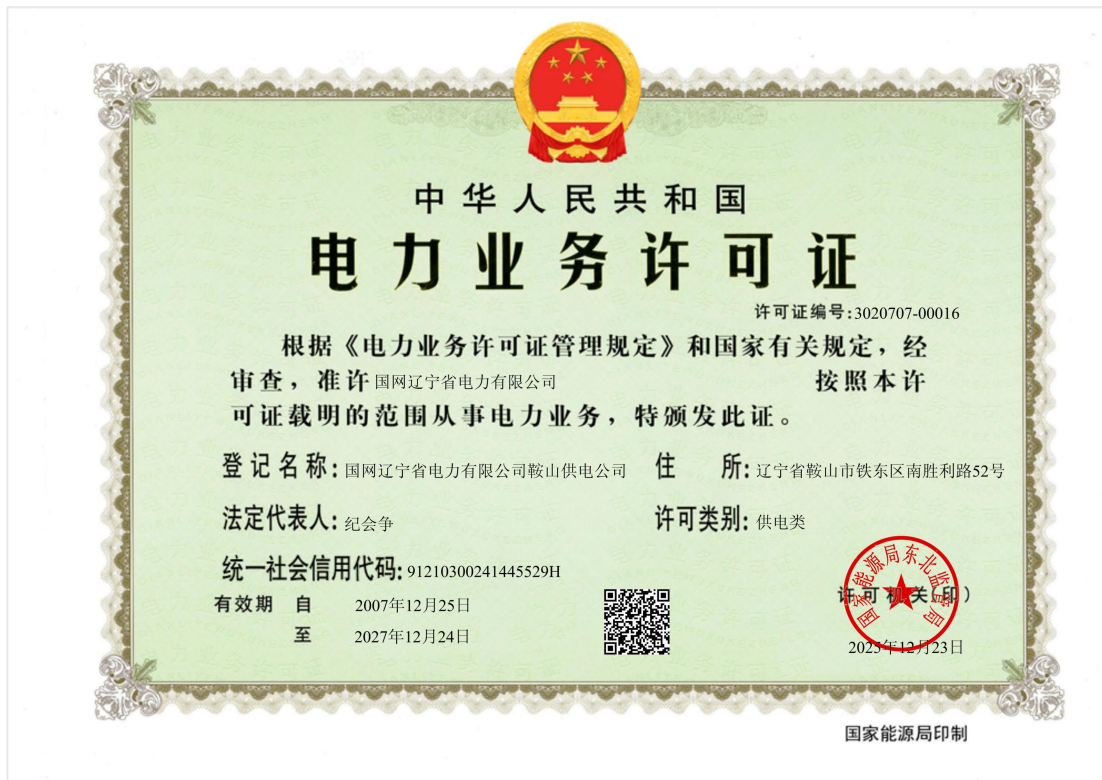 中华人民共和国
电力业务许可证
许可证编号:3020707-00016
根据《电力业务许可证管理规定》和国家有关规定，经
审查，准许国网辽宁省电力有限公司 按照本许
可证载明的范围从事电力业务，特颁发此证。
登记名称:国网辽宁省电力有限公司鞍山供电公司 住 所:辽宁省鞍山市铁东区南胜利路52号
法定代表人:纪会争 许可类别:供电类
统一社会信用代码:91210300241445529H
国家能源局东北监管局
许可机关(印)
有效期 自 2007年12月25日
至 2027年12月24日
2025年12月23日
国家能源局印制